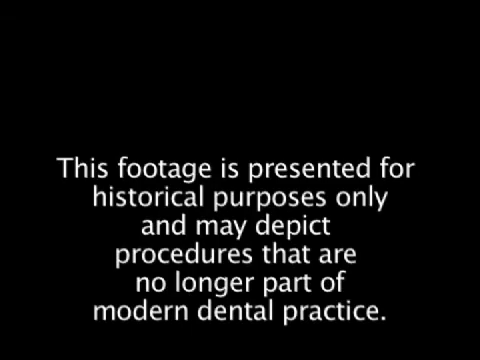 This footage is presented for
historical purposes only
and may depict
procedures that are
no longer part of
modern dental practice.